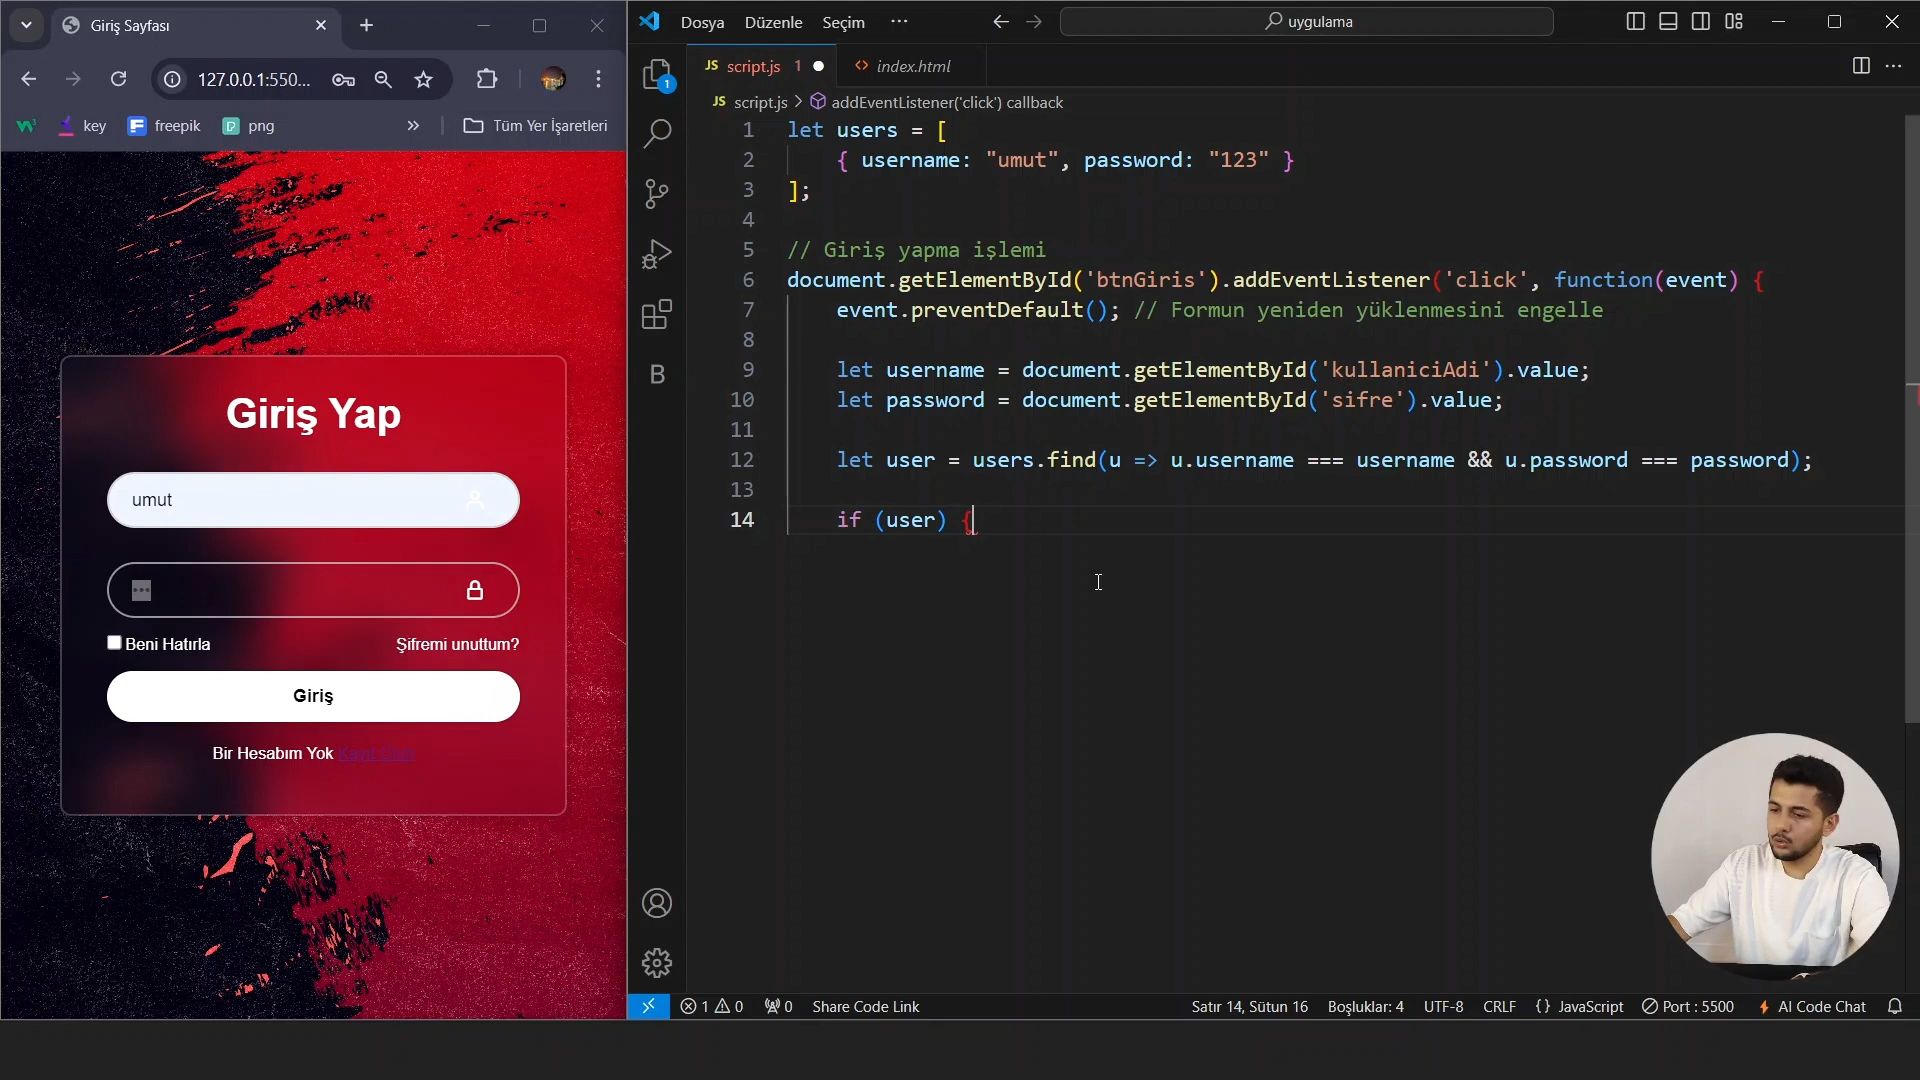 Giriş Sayfası
127.0.0.1:550...
key
freepik
png
Tüm Yer İşaretleri
Giriş Yap
umut
Beni Hatırla
Şifremi unuttum?
Giriş
Bir Hesabım Yok
Dosya
Düzenle
Seçim
uygulama
JS script.js 1
index.html
JS script.js > addEventListener('click') callback
1 let users = [
2 { username: "umut", password: "123" }
3 ];
4
5 // Giriş yapma işlemi
6 document.getElementById('btnGiris').addEventListener('click', function(event) {
7 event.preventDefault(); // Formun yeniden yüklenmesini engelle
8
9 let username = document.getElementById('kullaniciAdi').value;
10 let password = document.getElementById('sifre').value;
11
12 let user = users.find(u => u.username === username && u.password === password);
13
14 if (user) {
1
B
1 0
0
Share Code Link
Satır 14, Sütun 16
Boşluklar: 4
UTF-8
CRLF
{} JavaScript
Port : 5500
AI Code Chat